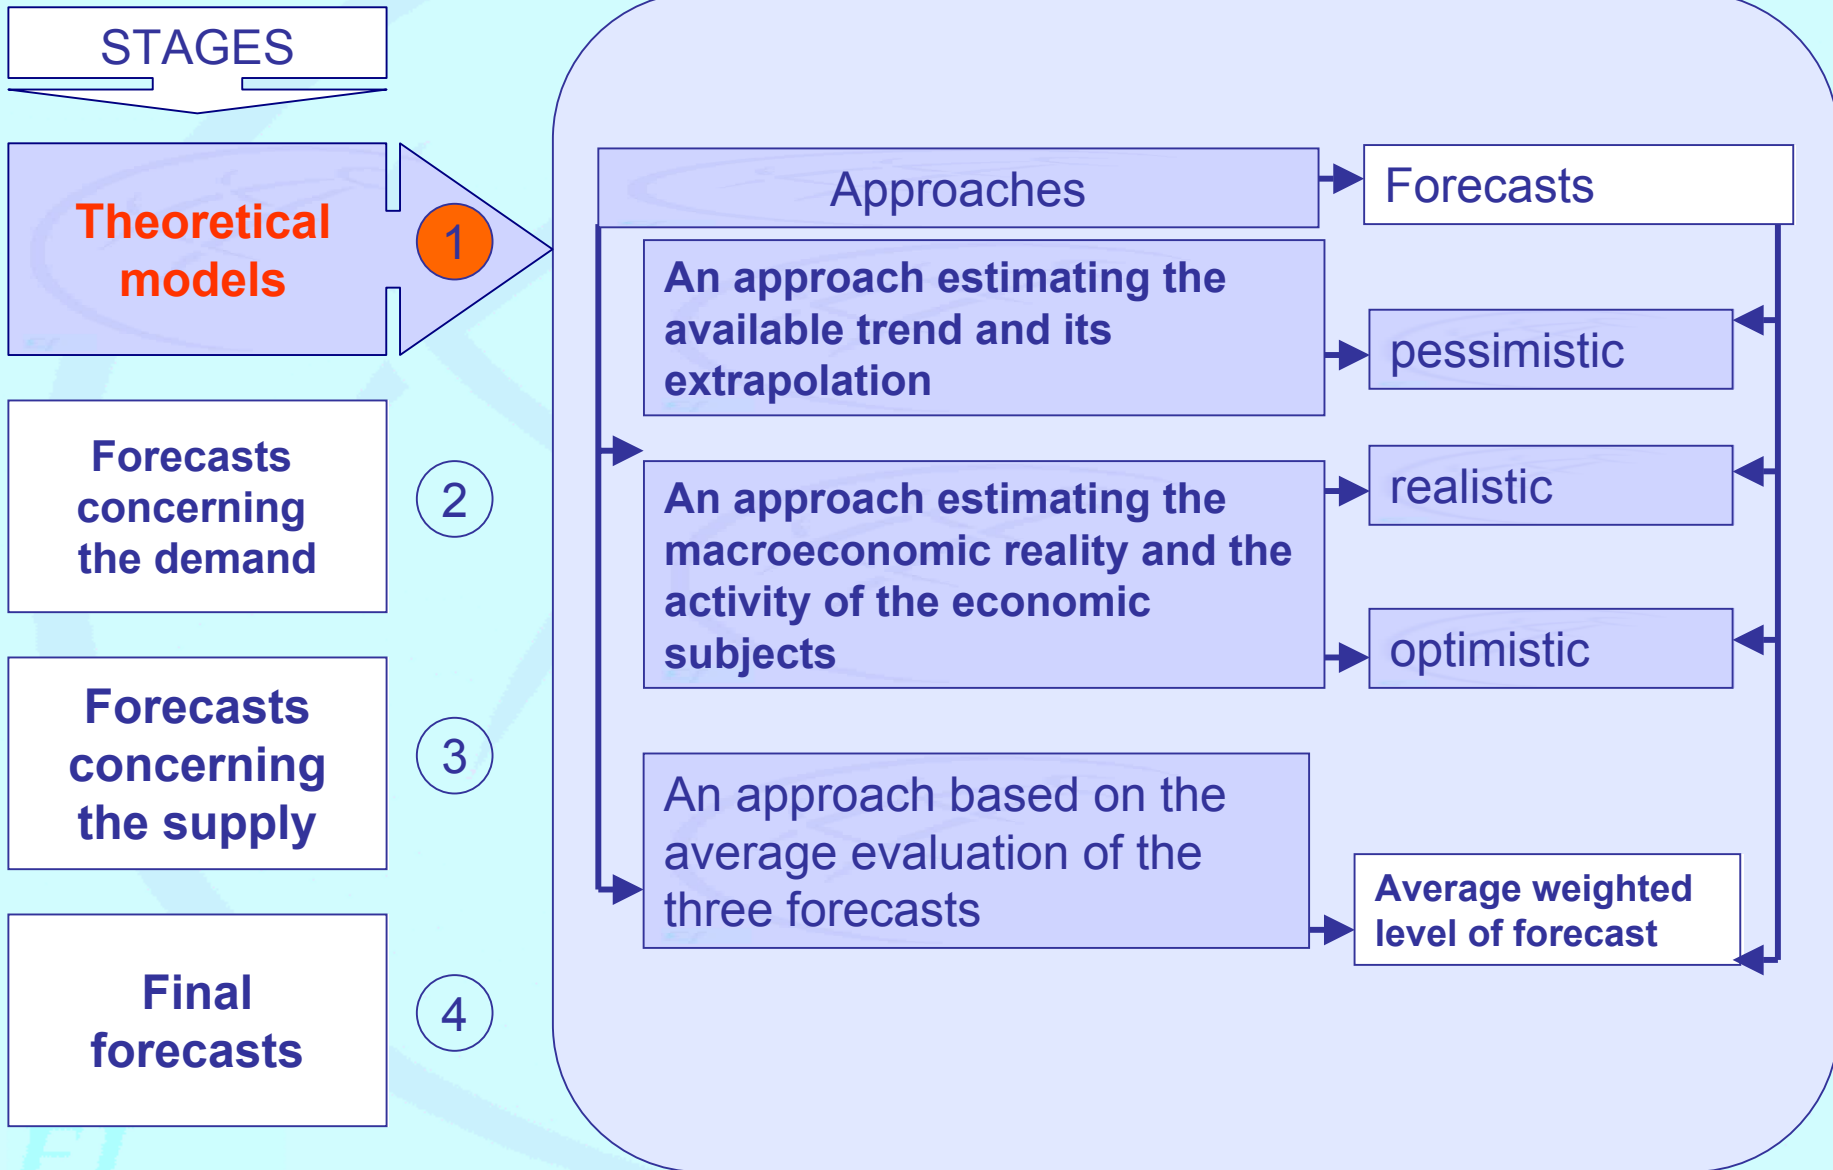 STAGES
Theoretical
models
1
Forecasts
concerning
the demand
2
Forecasts
concerning
the supply
3
Final
forecasts
4
Approaches
Forecasts
An approach estimating the
available trend and its
extrapolation
pessimistic
An approach estimating the
macroeconomic reality and the
activity of the economic
subjects
realistic
optimistic
An approach based on the
average evaluation of the
three forecasts
Average weighted
level of forecast